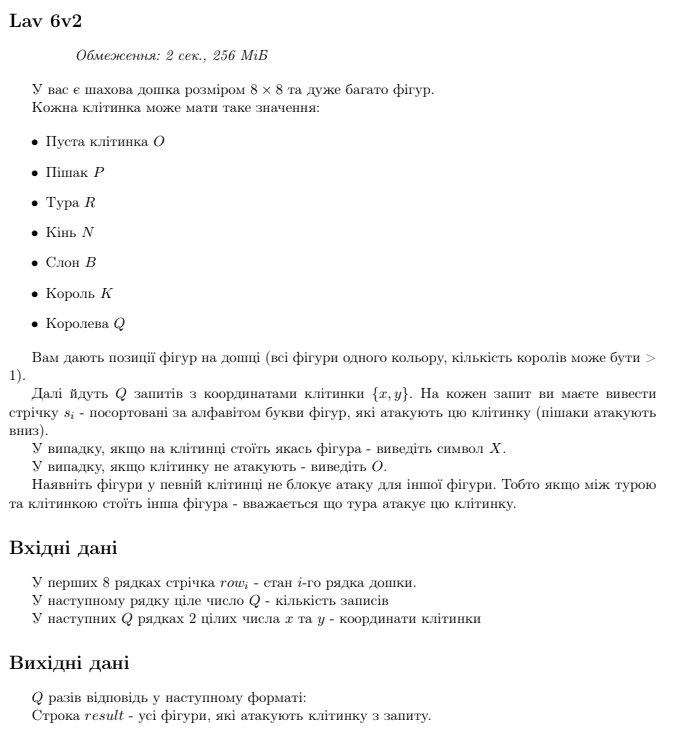 Lav 6v2
Обмеження: 2 сек., 256 МіБ
У вас є шахова дошка розміром 8 × 8 та дуже багато фігур.
Кожна клітинка може мати таке значення:
• Пуста клітинка O
• Пішак P
• Тура R
• Кінь N
• Слон B
• Король K
• Королева Q
Вам дають позиції фігур на дошці (всі фігури одного кольору, кількість королів може бути >
1).
Далі йдуть Q запитів з координатами клітинки {x, y}. На кожен запит ви маєте вивести
стрічку sᵢ - посортовані за алфавітом букви фігур, які атакують цю клітинку (пішаки атакують
вниз).
У випадку, якщо на клітинці стоїть якась фігура - виведіть символ X.
У випадку, якщо клітинку не атакують - виведіть O.
Наявніть фігури у певній клітинці не блокує атаку для іншої фігури. Тобто якщо між турою
та клітинкою стоїть інша фігура - вважається що тура атакує цю клітинку.
Вхідні дані
У перших 8 рядках стрічка rowᵢ - стан i-го рядка дошки.
У наступному рядку ціле число Q - кількість записів
У наступних Q рядках 2 цілих числа x та y - координати клітинки
Вихідні дані
Q разів відповідь у наступному форматі:
Строка result - усі фігури, які атакують клітинку з запиту.